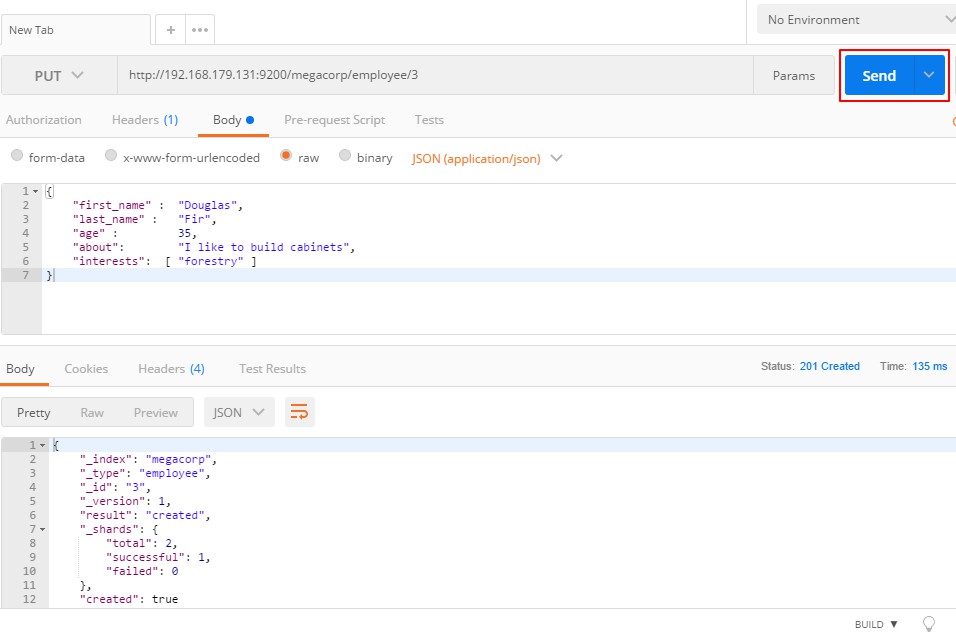 New Tab
+
•••
No Environment
PUT
http://192.168.179.131:9200/megacorp/employee/3
Params
Send
Authorization
Headers (1)
Body
Pre-request Script
Tests
form-data
x-www-form-urlencoded
raw
binary
JSON (application/json)
1 {
2 "first_name" : "Douglas",
3 "last_name" : "Fir",
4 "age" : 35,
5 "about": "I like to build cabinets",
6 "interests": [ "forestry" ]
7 }
Body
Cookies
Headers (4)
Test Results
Status: 201 Created
Time: 135 ms
Pretty
Raw
Preview
JSON
1 {
2 "_index": "megacorp",
3 "_type": "employee",
4 "_id": "3",
5 "_version": 1,
6 "result": "created",
7 "_shards": {
8 "total": 2,
9 "successful": 1,
10 "failed": 0
11 },
12 "created": true
BUILD